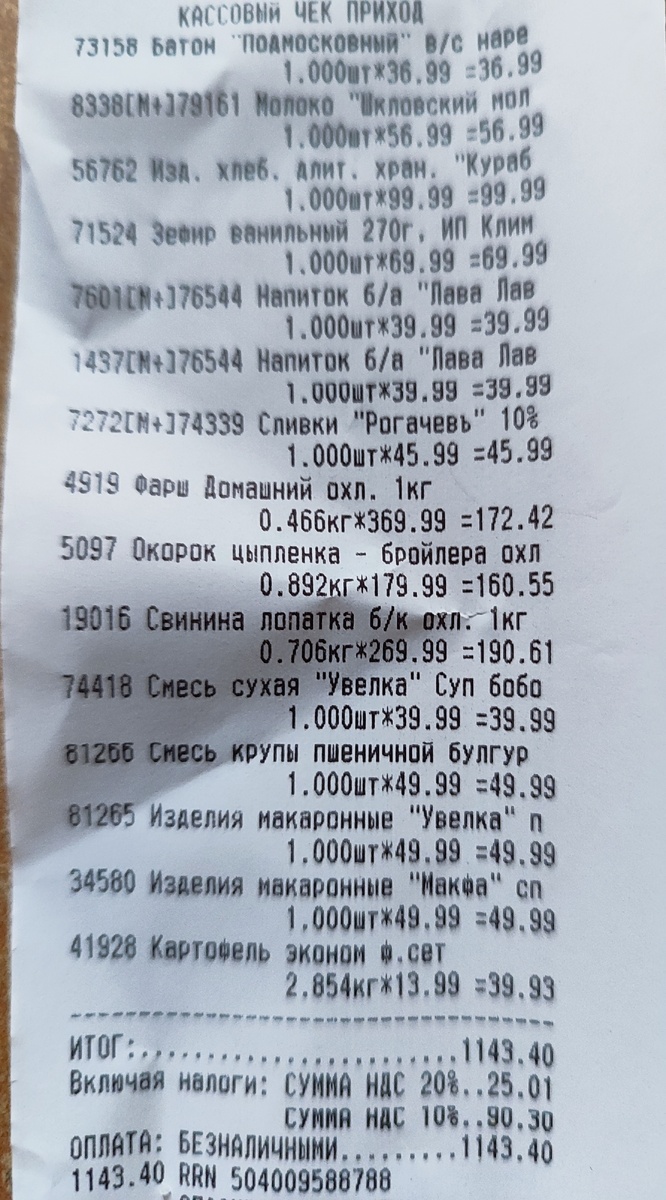 КАССОВЫЙ ЧЕК ПРИХОД
73158 Батон "Подмосковный" в/с наре
1.000шт*36.99 =36.99
8338[М+]79161 Молоко "Шкловский мол
1.000шт*56.99 =56.99
56762 Изд. хлеб. длит. хран. "Кураб
1.000шт*99.99 =99.99
71524 Зефир ванильный 270г, ИП Клим
1.000шт*69.99 =69.99
7601[М+]76544 Напиток б/а "Лава Лав
1.000шт*39.99 =39.99
1437[М+]76544 Напиток б/а "Лава Лав
1.000шт*39.99 =39.99
7272[М+]74339 Сливки "Рогачевъ" 10%
1.000шт*45.99 =45.99
4919 Фарш Домашний охл. 1кг
0.466кг*369.99 =172.42
5097 Окорок цыпленка - бройлера охл
0.892кг*179.99 =160.55
19016 Свинина лопатка б/к охл. 1кг
0.706кг*269.99 =190.61
74418 Смесь сухая "Увелка" Суп бобо
1.000шт*39.99 =39.99
81266 Смесь крупы пшеничной булгур
1.000шт*49.99 =49.99
81265 Изделия макаронные "Увелка" п
1.000шт*49.99 =49.99
34580 Изделия макаронные "Макфа" сп
1.000шт*49.99 =49.99
41928 Картофель эконом ф.сет
2.854кг*13.99 =39.93
ИТОГ:........................1143.40
Включая налоги: СУММА НДС 20%..25.01
СУММА НДС 10%..90.30
ОПЛАТА: БЕЗНАЛИЧНЫМИ.........1143.40
1143.40 RRN 504009588788